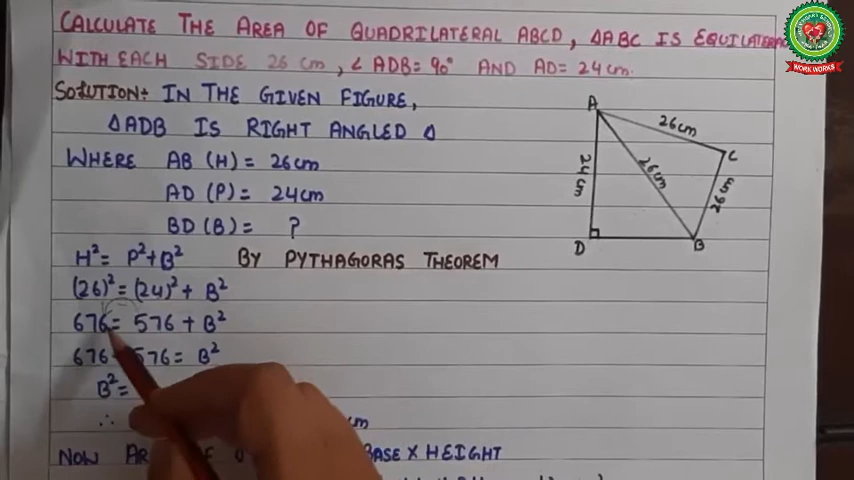 CALCULATE THE AREA OF QUADRILATERAL ABCD, ΔABC IS EQUILATERAL
WITH EACH SIDE 26 cm, ∠ ADB = 90° AND AD = 24 cm.
SOLUTION:- IN THE GIVEN FIGURE,
ΔADB IS RIGHT ANGLED Δ
WHERE AB (H) = 26cm
AD (P) = 24cm
BD (B) = ?
H² = P² + B² BY PYTHAGORAS THEOREM
(26)² = (24)² + B²
676 = 576 + B²
676 - 576 = B²
B² =
∴ cm
NOW BASE × HEIGHT
A
26cm
C
24cm
26cm
26cm
D
B
WORK WORKS